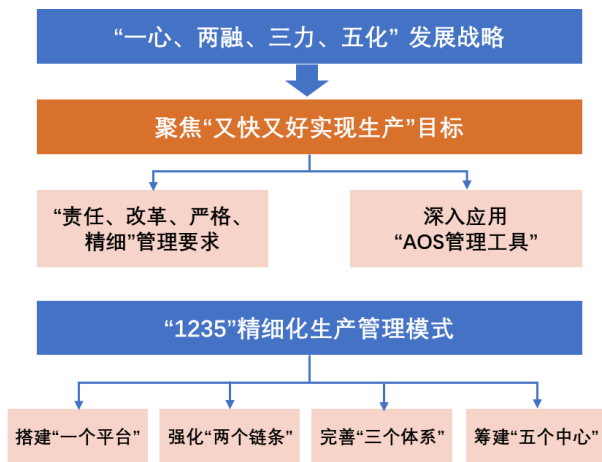 “一心、两融、三力、五化” 发展战略
聚焦“又快又好实现生产”目标
“责任、改革、严格、
精细”管理要求
深入应用
“AOS管理工具”
“1235”精细化生产管理模式
搭建“一个平台”
强化“两个链条”
完善“三个体系”
筹建“五个中心”